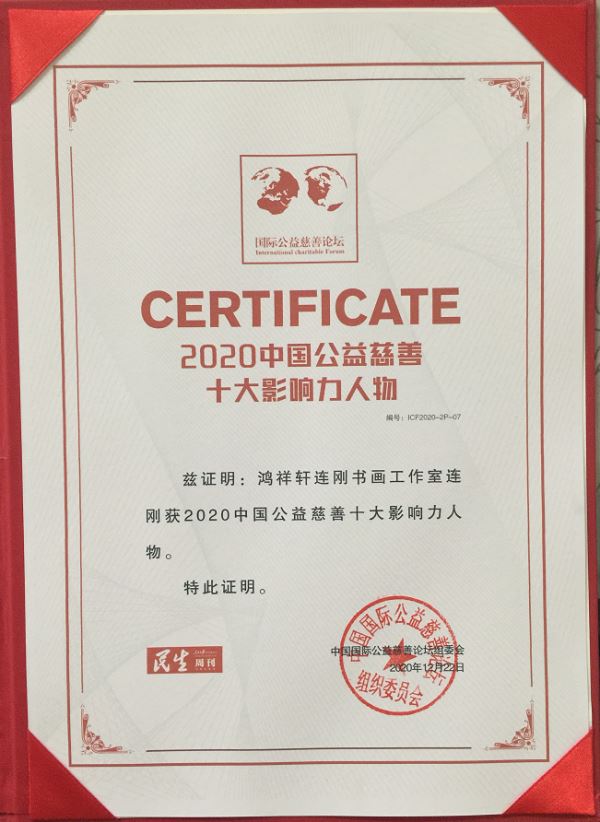 国际公益慈善论坛
International charitable Forum
CERTIFICATE
2020中国公益慈善
十大影响力人物
编号：ICF2020-2P-07
兹证明：鸿祥轩连刚书画工作室连
刚获2020中国公益慈善十大影响力人
物。
特此证明。
民生周刊
中国国际公益慈善论坛组委会
2020年12月22日
中国国际公益慈善论坛
组织委员会